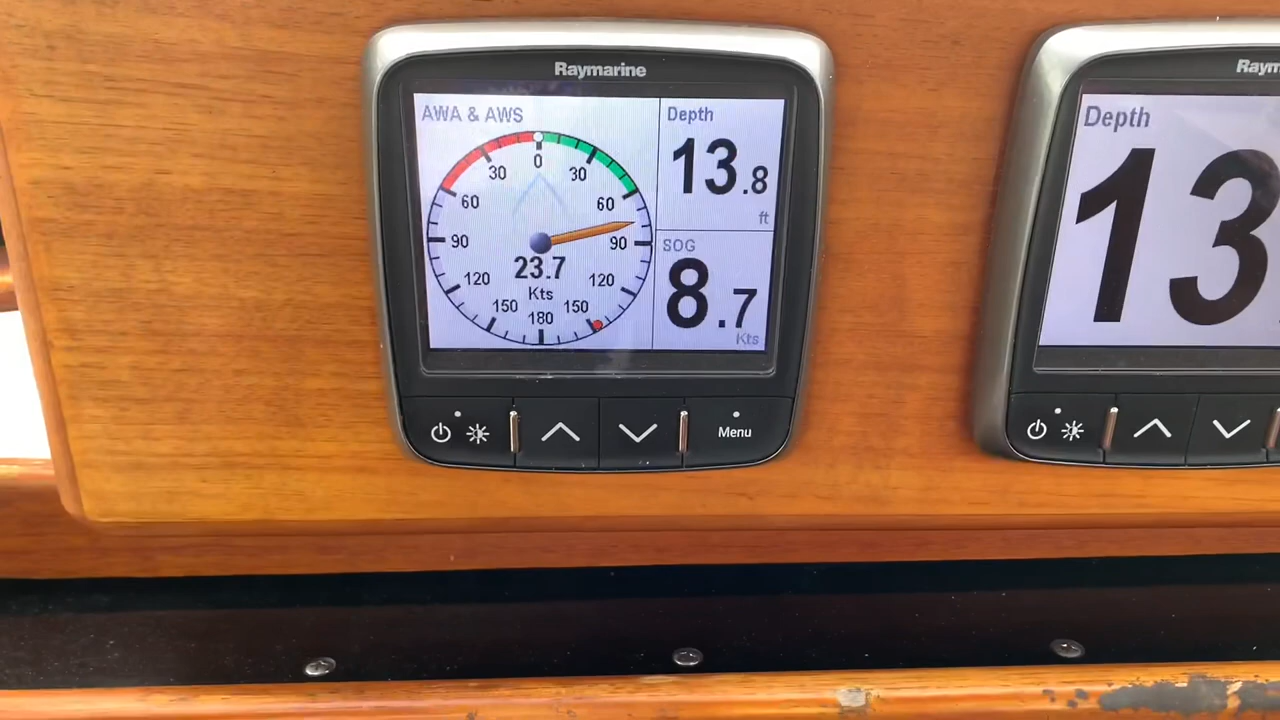 Raymarine
AWA & AWS
0
30 30
60 60
90 90
120 120
150 150
180
23.7
Kts
Depth
13.8
ft
SOG
8.7
Kts
Menu
Raym
Depth
13